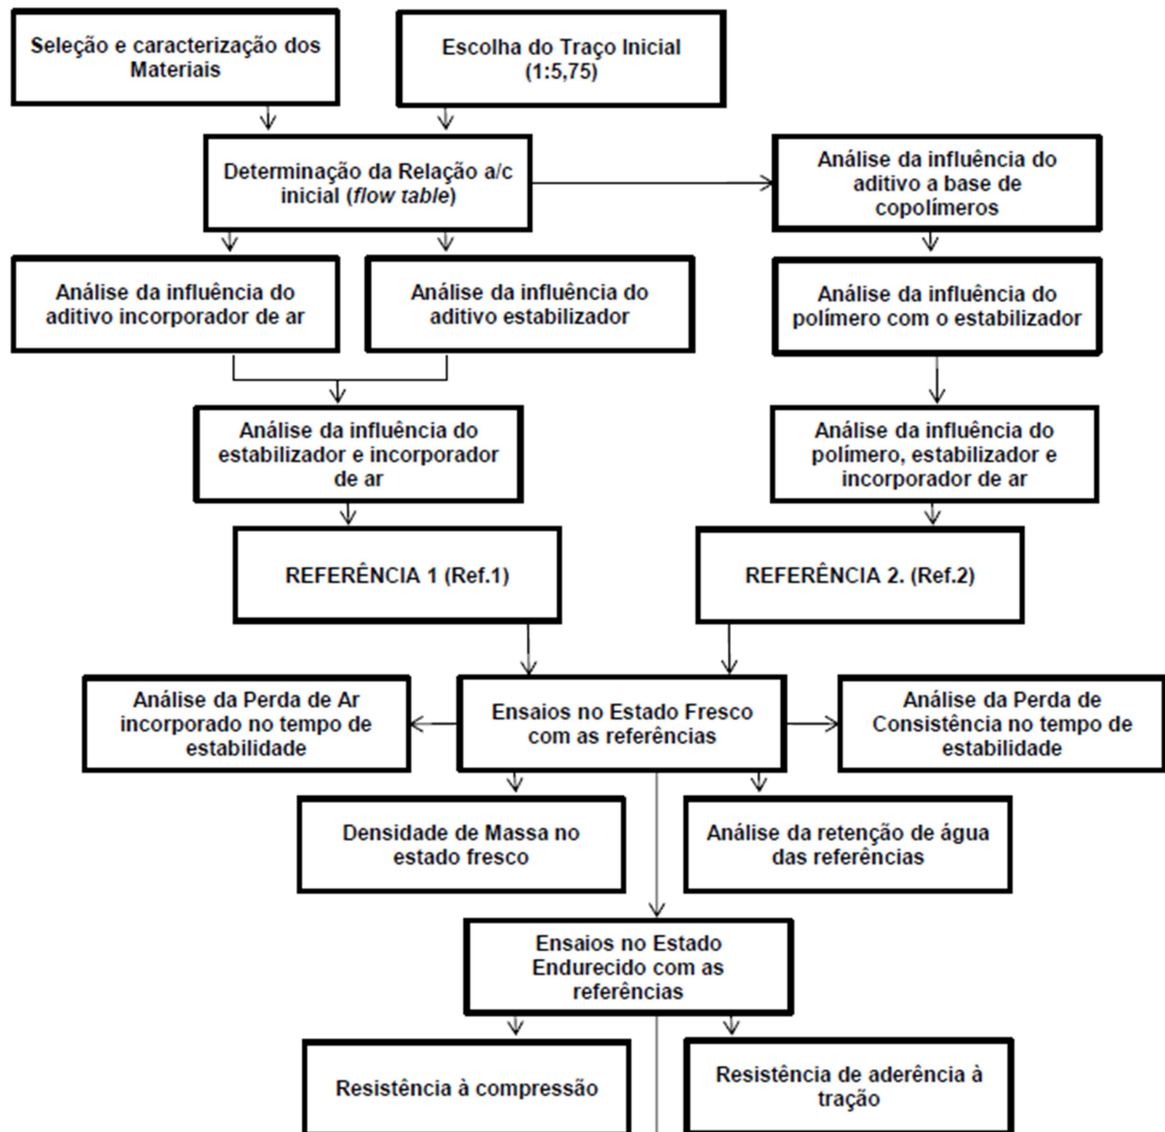 Seleção e caracterização dos
Materiais
Escolha do Traço Inicial
(1:5,75)
Determinação da Relação a/c
inicial (flow table)
Análise da influência do
aditivo a base de
copolímeros
Análise da influência do
aditivo incorporador de ar
Análise da influência do
aditivo estabilizador
Análise da influência do
polímero com o estabilizador
Análise da influência do
estabilizador e incorporador
de ar
Análise da influência do
polímero, estabilizador e
incorporador de ar
REFERÊNCIA 1 (Ref.1)
REFERÊNCIA 2. (Ref.2)
Análise da Perda de Ar
incorporado no tempo de
estabilidade
Ensaios no Estado Fresco
com as referências
Análise da Perda de
Consistência no tempo de
estabilidade
Densidade de Massa no
estado fresco
Análise da retenção de água
das referências
Ensaios no Estado
Endurecido com as
referências
Resistência à compressão
Resistência de aderência à
tração